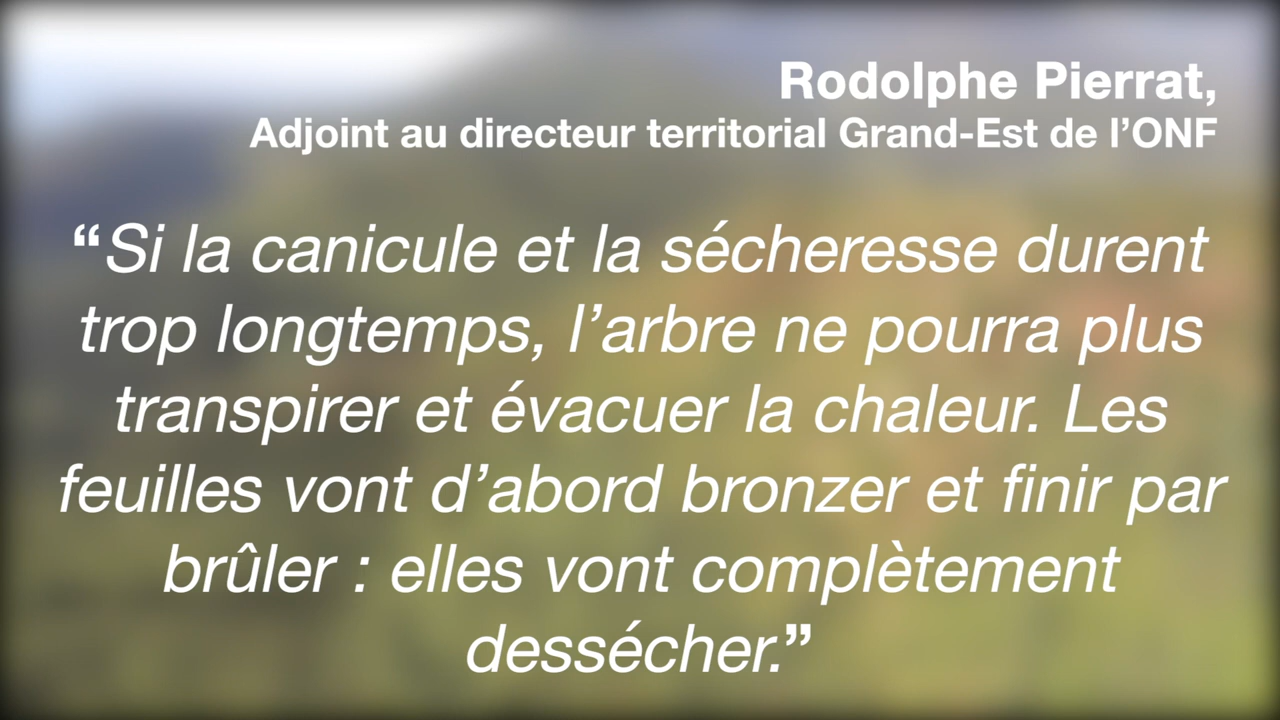 Rodolphe Pierrat,
Adjoint au directeur territorial Grand-Est de l’ONF
“Si la canicule et la sécheresse durent
trop longtemps, l’arbre ne pourra plus
transpirer et évacuer la chaleur. Les
feuilles vont d’abord bronzer et finir par
brûler : elles vont complètement
dessécher.”